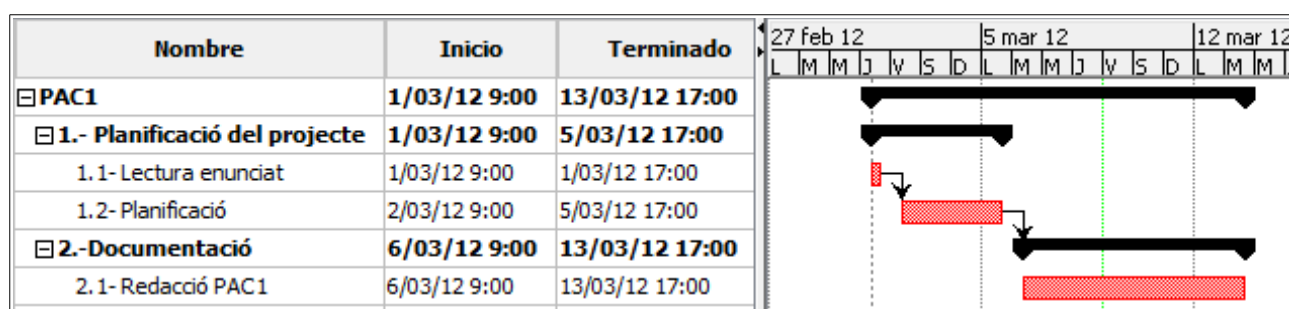 Nombre Inicio Terminado 27 feb 12 5 mar 12 12 mar 12
L M M J V S D L M M J V S D L M M
PAC1 1/03/12 9:00 13/03/12 17:00
1.- Planificació del projecte 1/03/12 9:00 5/03/12 17:00
1.1- Lectura enunciat 1/03/12 9:00 1/03/12 17:00
1.2- Planificació 2/03/12 9:00 5/03/12 17:00
2.-Documentació 6/03/12 9:00 13/03/12 17:00
2.1- Redacció PAC1 6/03/12 9:00 13/03/12 17:00